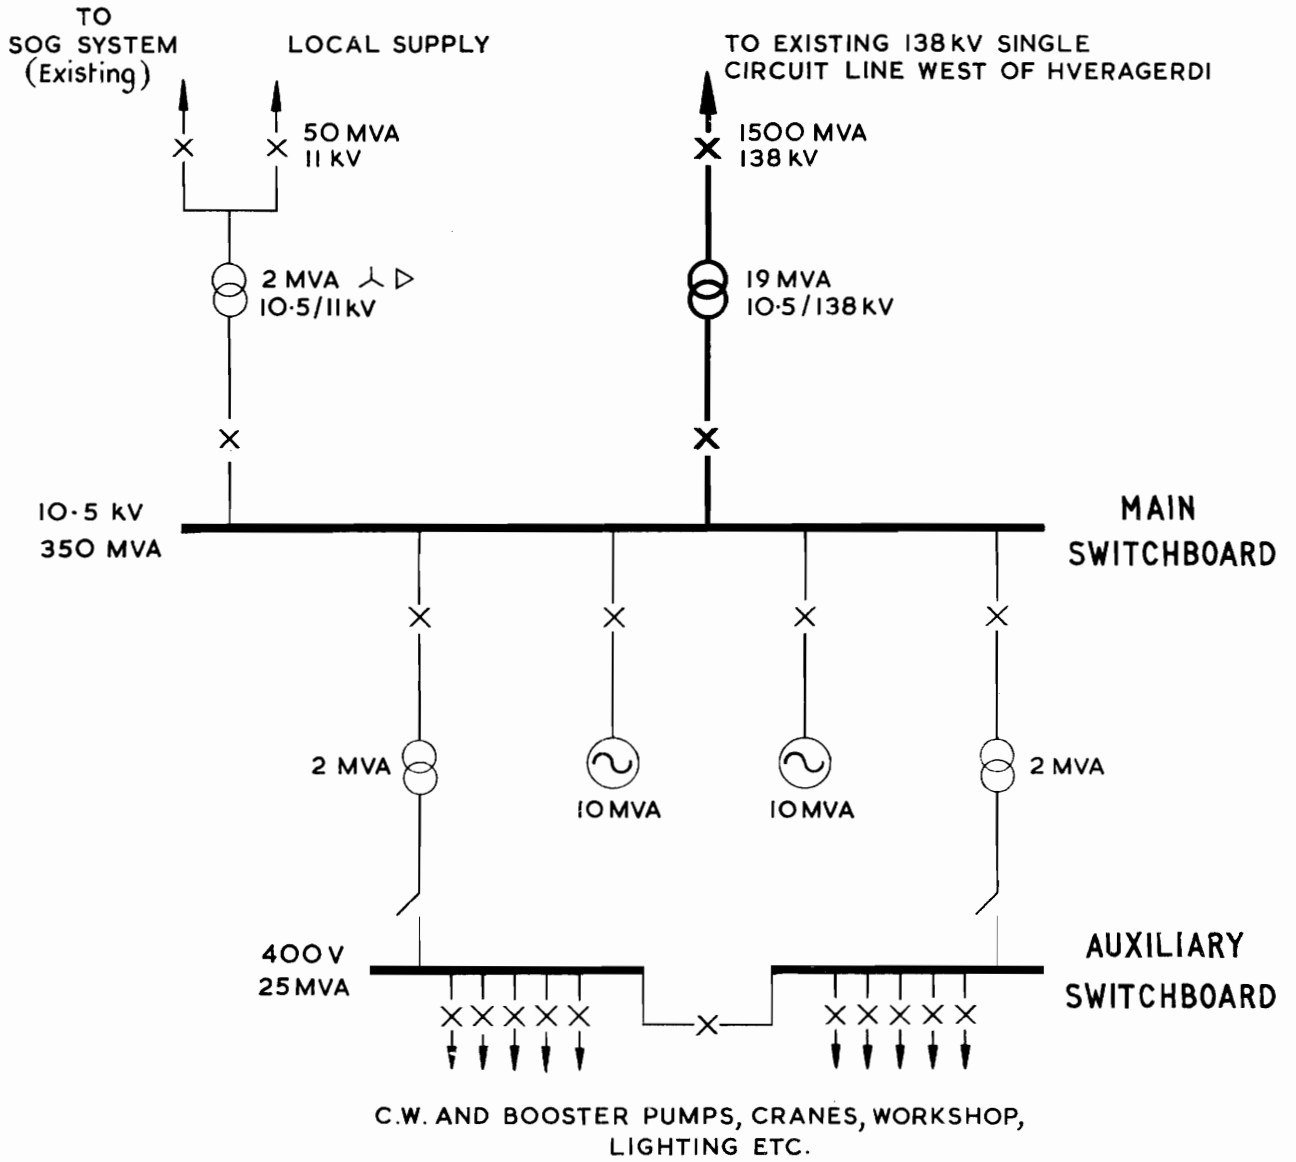 TO
SOG SYSTEM
(Existing)
LOCAL SUPPLY
TO EXISTING 138 kV SINGLE
CIRCUIT LINE WEST OF HVERAGERDI
50 MVA
11 kV
1500 MVA
138 kV
2 MVA
10·5/11 kV
19 MVA
10·5/138 kV
10·5 kV
350 MVA
MAIN
SWITCHBOARD
2 MVA
10 MVA
10 MVA
2 MVA
400 V
25 MVA
AUXILIARY
SWITCHBOARD
C.W. AND BOOSTER PUMPS, CRANES, WORKSHOP,
LIGHTING ETC.